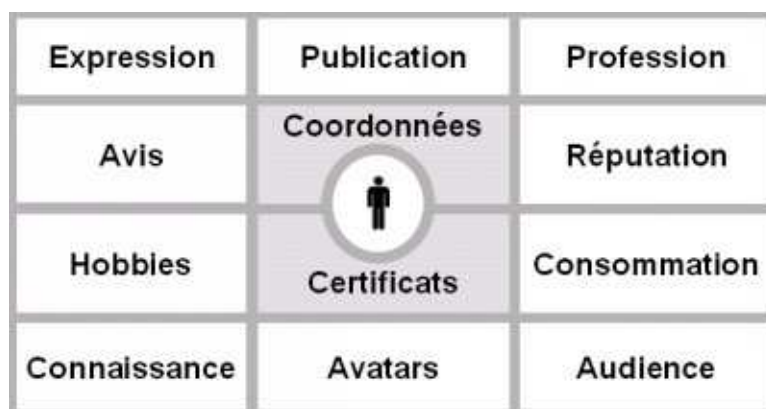 Expression Publication Profession
Avis Coordonnées Réputation
Hobbies Certificats Consommation
Connaissance Avatars Audience